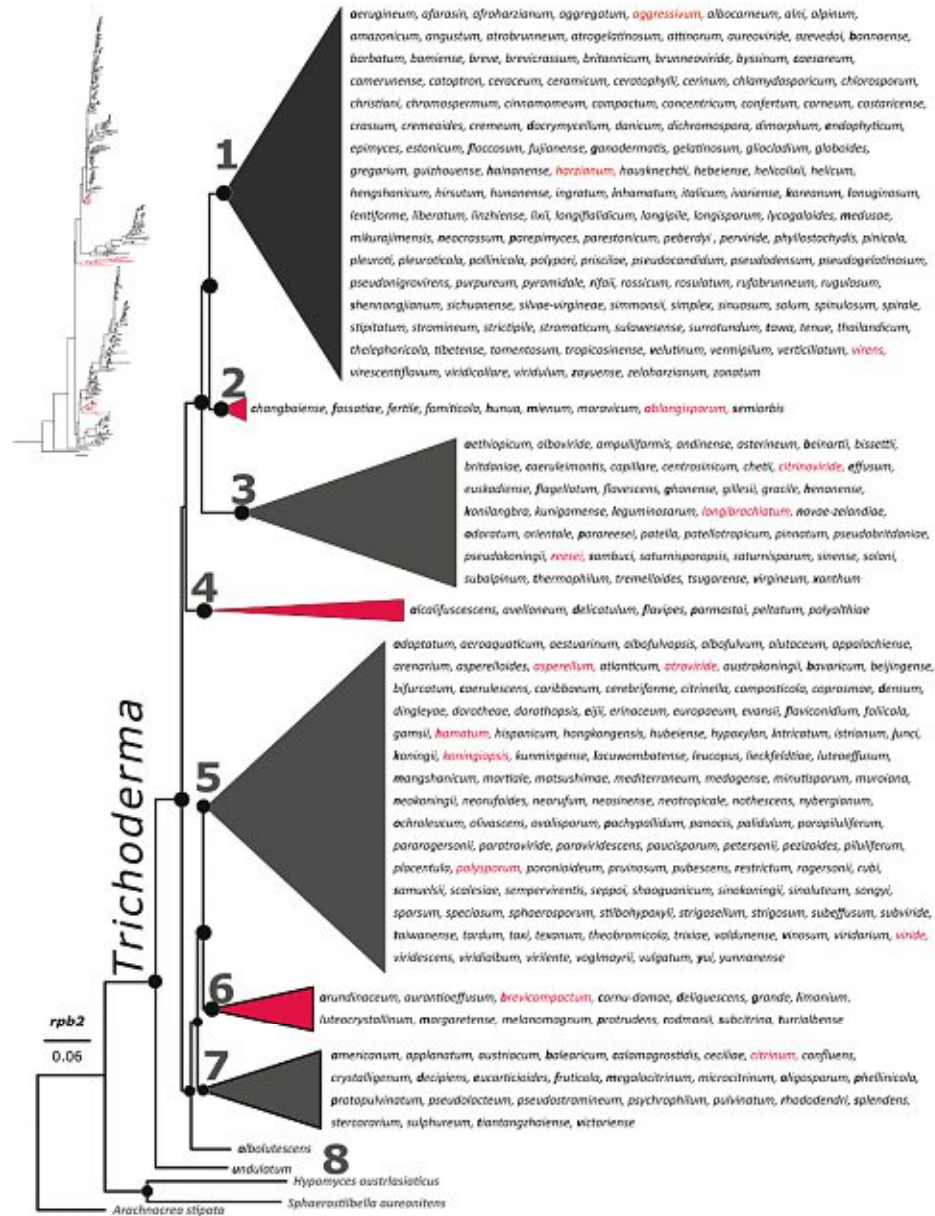 aerugineum, afarasin, afroharzianum, aggregatum, aggressivum, albocarneum, alni, alpinum,
amazonicum, angustum, atrobrunneum, atrogelatinosum, attinorum, aureoviride, azevedoi, bannaense,
barbatum, bomiense, breve, brevicrassum, britannicum, brunneoviride, byssinum, caesareum,
camerunense, catoptron, ceraceum, ceramicum, ceratophylli, cerinum, chlamydosporicum, chlorosporum,
christiani, chromospermum, cinnamomeum, compactum, concentricum, confertum, corneum, costaricense,
crassum, cremeoides, cremeum, dacrymycellum, danicum, dichromospora, dimorphum, endophyticum,
epimyces, estonicum, floccosum, fujianense, ganodermatis, gelatinosum, gliocladium, globoides,
gregarium, guizhouense, hainanense, harzianum, hausknechtii, hebeiense, helicolixii, helicum,
hengshanicum, hirsutum, hunanense, ingratum, Inhamatum, italicum, ivoriense, koreanum, lanuginosum,
lentiforme, liberatum, linzhiense, lixii, longifialidicum, longipile, longisporum, lycogaloides, medusae,
mikurajimensis, neocrassum, parepimyces, parestonicum, peberdyi , perviride, phyllostachydis, pinicola,
pleuroti, pleuroticola, pollinicola, polypori, priscilae, pseudocandidum, pseudodensum, pseudogelatinosum,
pseudonigrovirens, purpureum, pyramidale, rifaii, rossicum, rosulatum, rufobrunneum, rugulosum,
shennongjianum, sichuanense, silvae-virgineae, simmonsii, simplex, sinuosum, solum, spinulosum, spirale,
stipitatum, stramineum, strictipile, stromaticum, sulawesense, surrotundum, tawa, tenue, thailandicum,
thelephoricola, tibetense, tomentosum, tropicosinense, velutinum, vermipilum, verticillatum, virens,
virescentiflavum, viridicollare, viridulum, zayuense, zeloharzianum, zonatum
1
2
changbaiense, fassatiae, fertile, fomiticola, hunua, mienum, moravicum, oblongisporum, semiorbis
3
aethiopicum, alboviride, ampulliformis, andinense, asterineum, beinartii, bissettii,
britdaniae, caeruleimontis, capillare, centrosinicum, chetii, citrinoviride, effusum,
euskadiense, flagellatum, flavescens, ghanense, gillesii, gracile, henanense,
konilangbra, kunigamense, leguminosarum, longibrachiatum, novae-zelandiae,
odoratum, orientale, parareesei, patella, patellotropicum, pinnatum, pseudobritdaniae,
pseudokoningii, reesei, sambuci, saturnisporopsis, saturnisporum, sinense, solani,
subalpinum, thermophilum, tremelloides, tsugarense, virgineum, xanthum
4
alcalifuscescens, avellaneum, delicatulum, flavipes, parmastoi, peltatum, polyalthiae
5
adaptatum, aeroaquaticum, aestuarinum, albofulvopsis, albofulvum, alutaceum, appalachiense,
arenarium, asperelloides, asperellum, atlanticum, atroviride, austrokoningii, bavaricum, beijingense,
bifurcatum, caerulescens, caribbaeum, cerebriforme, citrinella, composticola, coprosmae, densum,
dingleyae, dorotheae, dorothopsis, eijii, erinaceum, europaeum, evansii, flaviconidium, foliicola,
gamsii, hamatum, hispanicum, hongkongensis, hubeiense, hypoxylon, Intricatum, istrianum, junci,
koningii, koningiopsis, kunmingense, lacuwombatense, leucopus, lieckfeldtiae, luteoeffusum,
mangshanicum, martiale, matsushimae, mediterraneum, medogense, minutisporum, muroiana,
neokoningii, neorufoides, neorufum, neosinense, neotropicale, nothescens, nybergianum,
ochroleucum, olivascens, ovalisporum, pachypallidum, panacis, palidulum, parapiluliferum,
pararogersonii, paratroviride, paraviridescens, paucisporum, petersenii, pezizoides, piluliferum,
placentula, polysporum, poronioideum, pruinosum, pubescens, restrictum, rogersonii, rubi,
samuelsii, scalesiae, sempervirentis, seppoi, shaoguanicum, sinokoningii, sinoluteum, songyi,
sparsum, speciosum, sphaerosporum, stilbohypoxyli, strigosellum, strigosum, subeffusum, subviride,
taiwanense, tardum, taxi, texanum, theobromicola, trixiae, valdunense, vinosum, viridarium, viride,
viridescens, viridialbum, virilente, voglmayrii, vulgatum, yui, yunnanense
Trichoderma
6
arundinaceum, aurantioeffusum, brevicompactum, cornu-damae, deliquescens, grande, limonium,
luteocrystallinum, margaretense, melanomagnum, protrudens, rodmanii, subcitrina, turrialbense
rpb2
0.06
7
americanum, applanatum, austriacum, balearicum, calamagrostidis, ceciliae, citrinum, confluens,
crystalligenum, decipiens, eucorticioides, fruticola, megalocitrinum, microcitrinum, oligosporum, phellinicola,
protopulvinatum, pseudolacteum, pseudostramineum, psychrophilum, pulvinatum, rhododendri, splendens,
stercorarium, sulphureum, tiantangzhaiense, victoriense
albolutescens
undulatum
8
Hypomyces austrlasiaticus
Sphaerostilbella aureonitens
Arachnocrea stipata